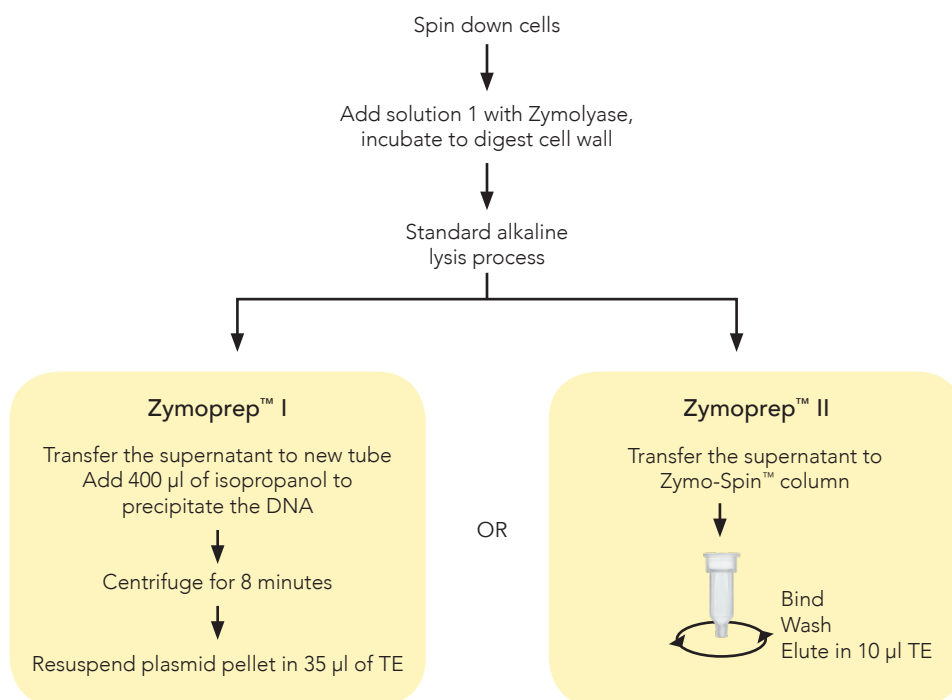 Spin down cells
Add solution 1 with Zymolyase,
incubate to digest cell wall
Standard alkaline
lysis process
Zymoprep™ I
Transfer the supernatant to new tube
Add 400 µl of isopropanol to
precipitate the DNA
Centrifuge for 8 minutes
Resuspend plasmid pellet in 35 µl of TE
OR
Zymoprep™ II
Transfer the supernatant to
Zymo-Spin™ column
Bind
Wash
Elute in 10 µl TE